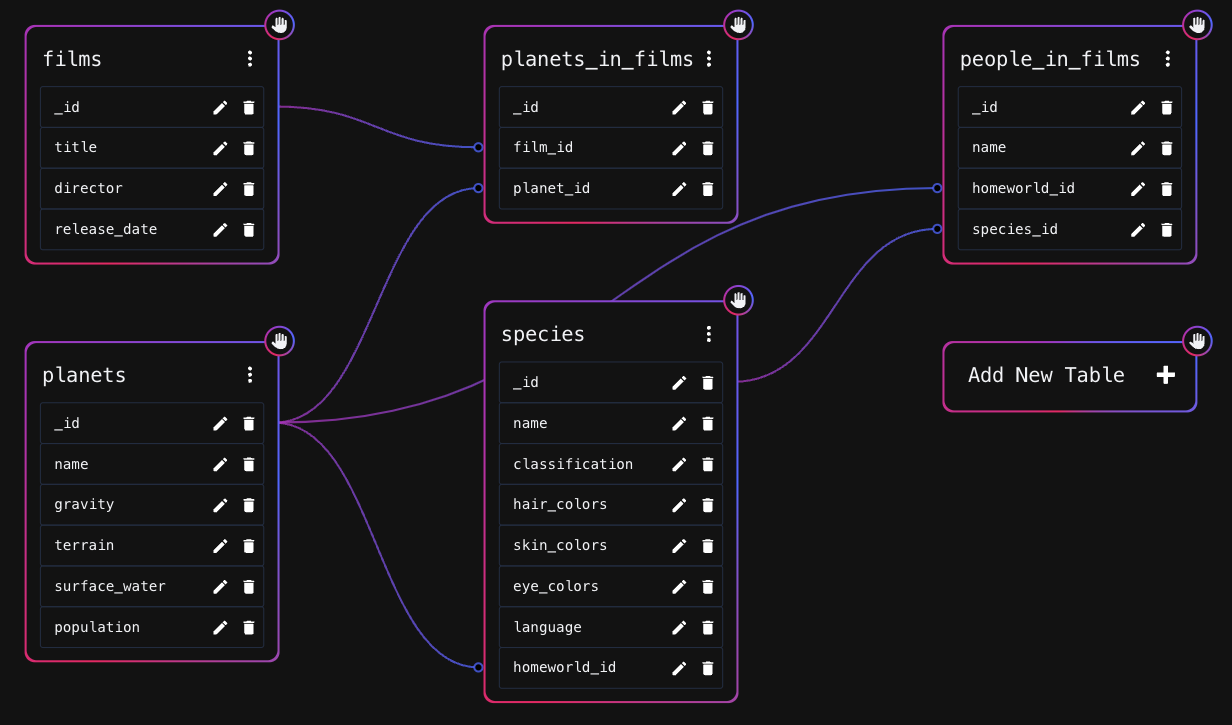 films
_id
title
director
release_date
planets_in_films
_id
film_id
planet_id
people_in_films
_id
name
homeworld_id
species_id
planets
_id
name
gravity
terrain
surface_water
population
species
_id
name
classification
hair_colors
skin_colors
eye_colors
language
homeworld_id
Add New Table